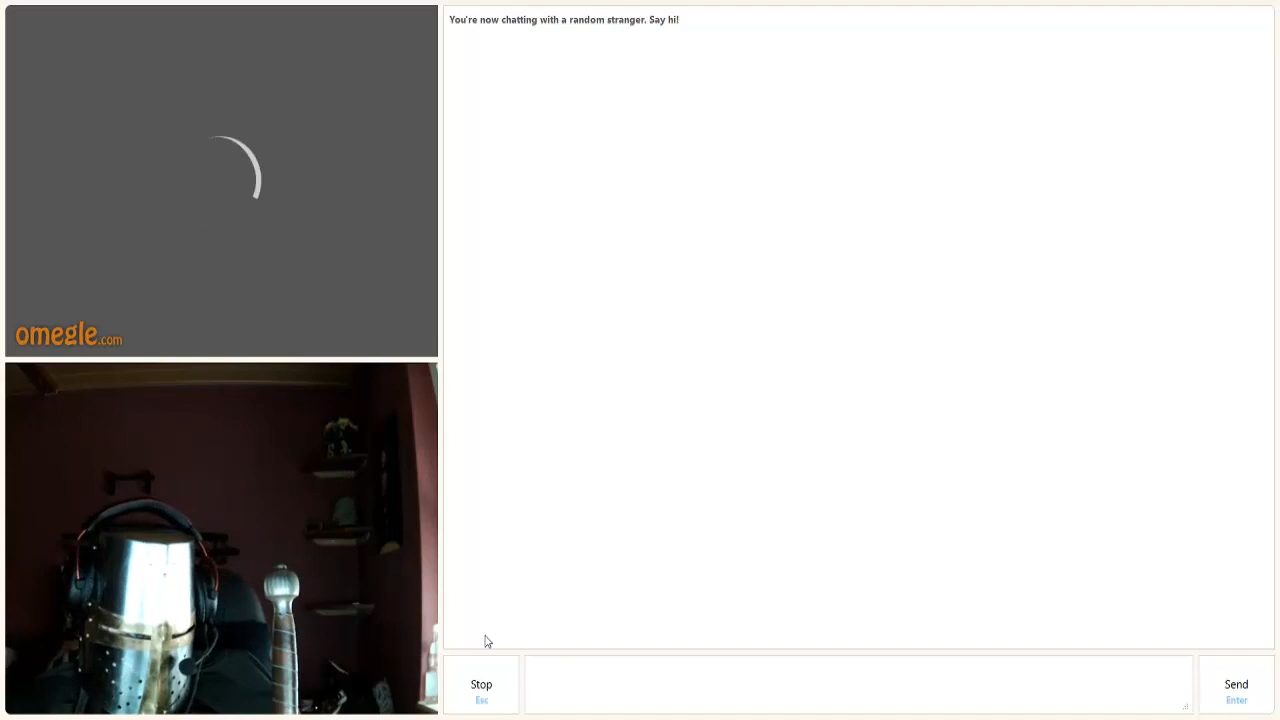 You're now chatting with a random stranger. Say hi!
omegle.com
Stop
Esc
Send
Enter